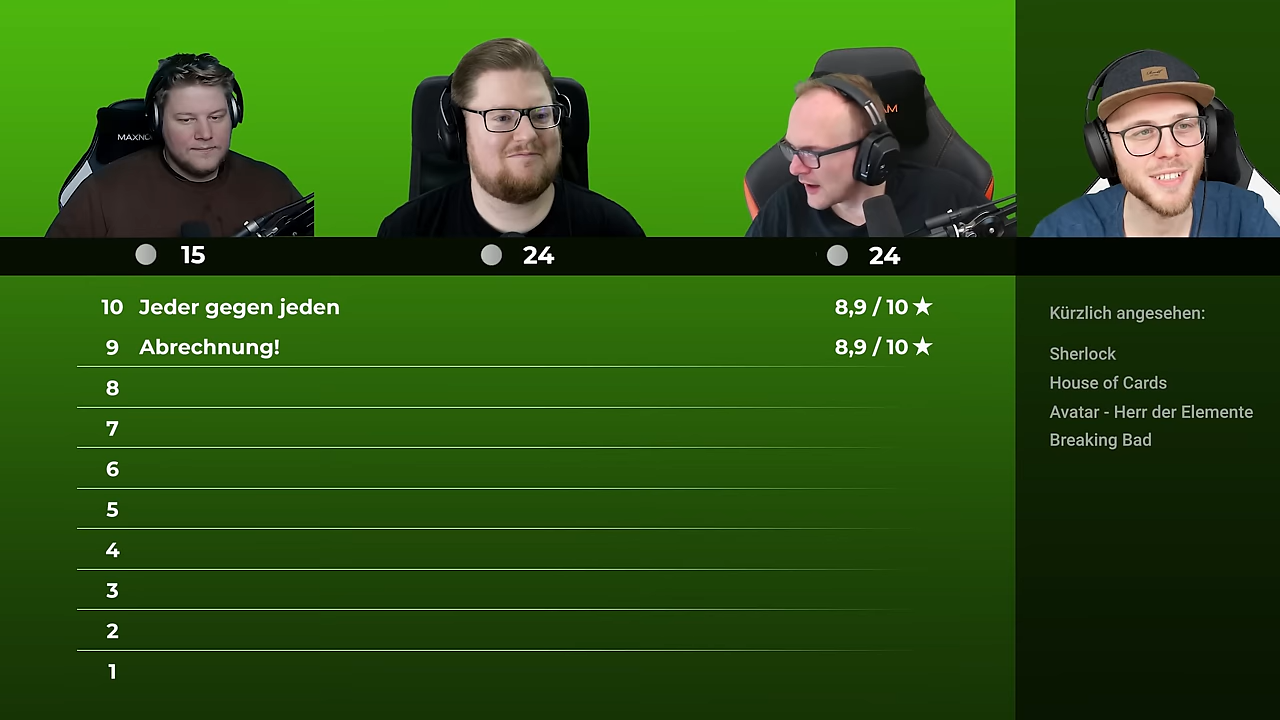 MAXNO
AM
15
24
24
10 Jeder gegen jeden 8,9 / 10 ★
9 Abrechnung! 8,9 / 10 ★
8
7
6
5
4
3
2
1
Kürzlich angesehen:
Sherlock
House of Cards
Avatar - Herr der Elemente
Breaking Bad